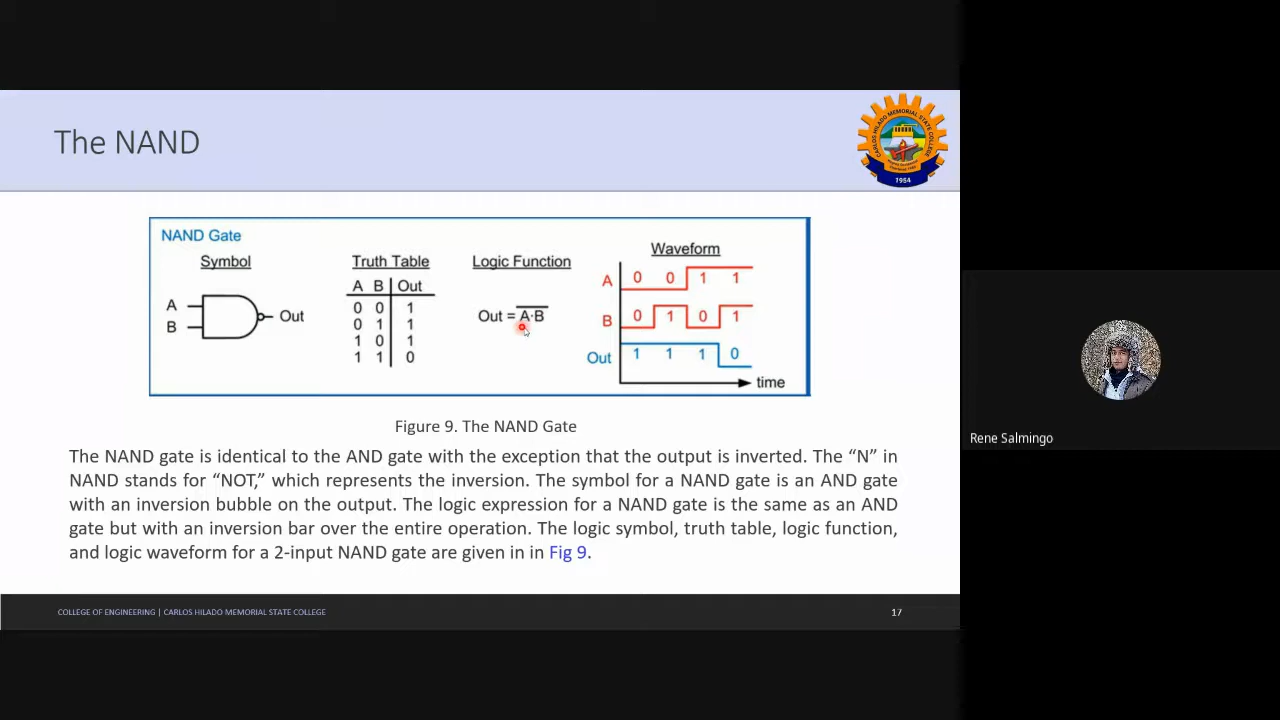 The NAND
CARLOS HILADO MEMORIAL STATE COLLEGE
1954
NAND Gate
Symbol
A
B
Out
Truth Table
A B Out
0 0 1
0 1 1
1 0 1
1 1 0
Logic Function
Out = A·B
Waveform
A 0 0 1 1
B 0 1 0 1
Out 1 1 1 0
time
Figure 9. The NAND Gate
The NAND gate is identical to the AND gate with the exception that the output is inverted. The “N” in
NAND stands for “NOT,” which represents the inversion. The symbol for a NAND gate is an AND gate
with an inversion bubble on the output. The logic expression for a NAND gate is the same as an AND
gate but with an inversion bar over the entire operation. The logic symbol, truth table, logic function,
and logic waveform for a 2-input NAND gate are given in in Fig 9.
COLLEGE OF ENGINEERING | CARLOS HILADO MEMORIAL STATE COLLEGE
17
Rene Salmingo